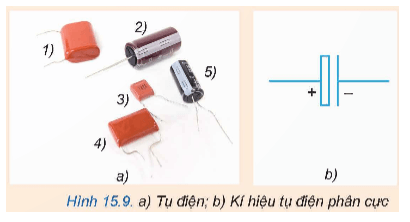 1)
2)
3)
4)
5)
a)
+ –
b)
Hình 15.9. a) Tụ điện; b) Kí hiệu tụ điện phân cực